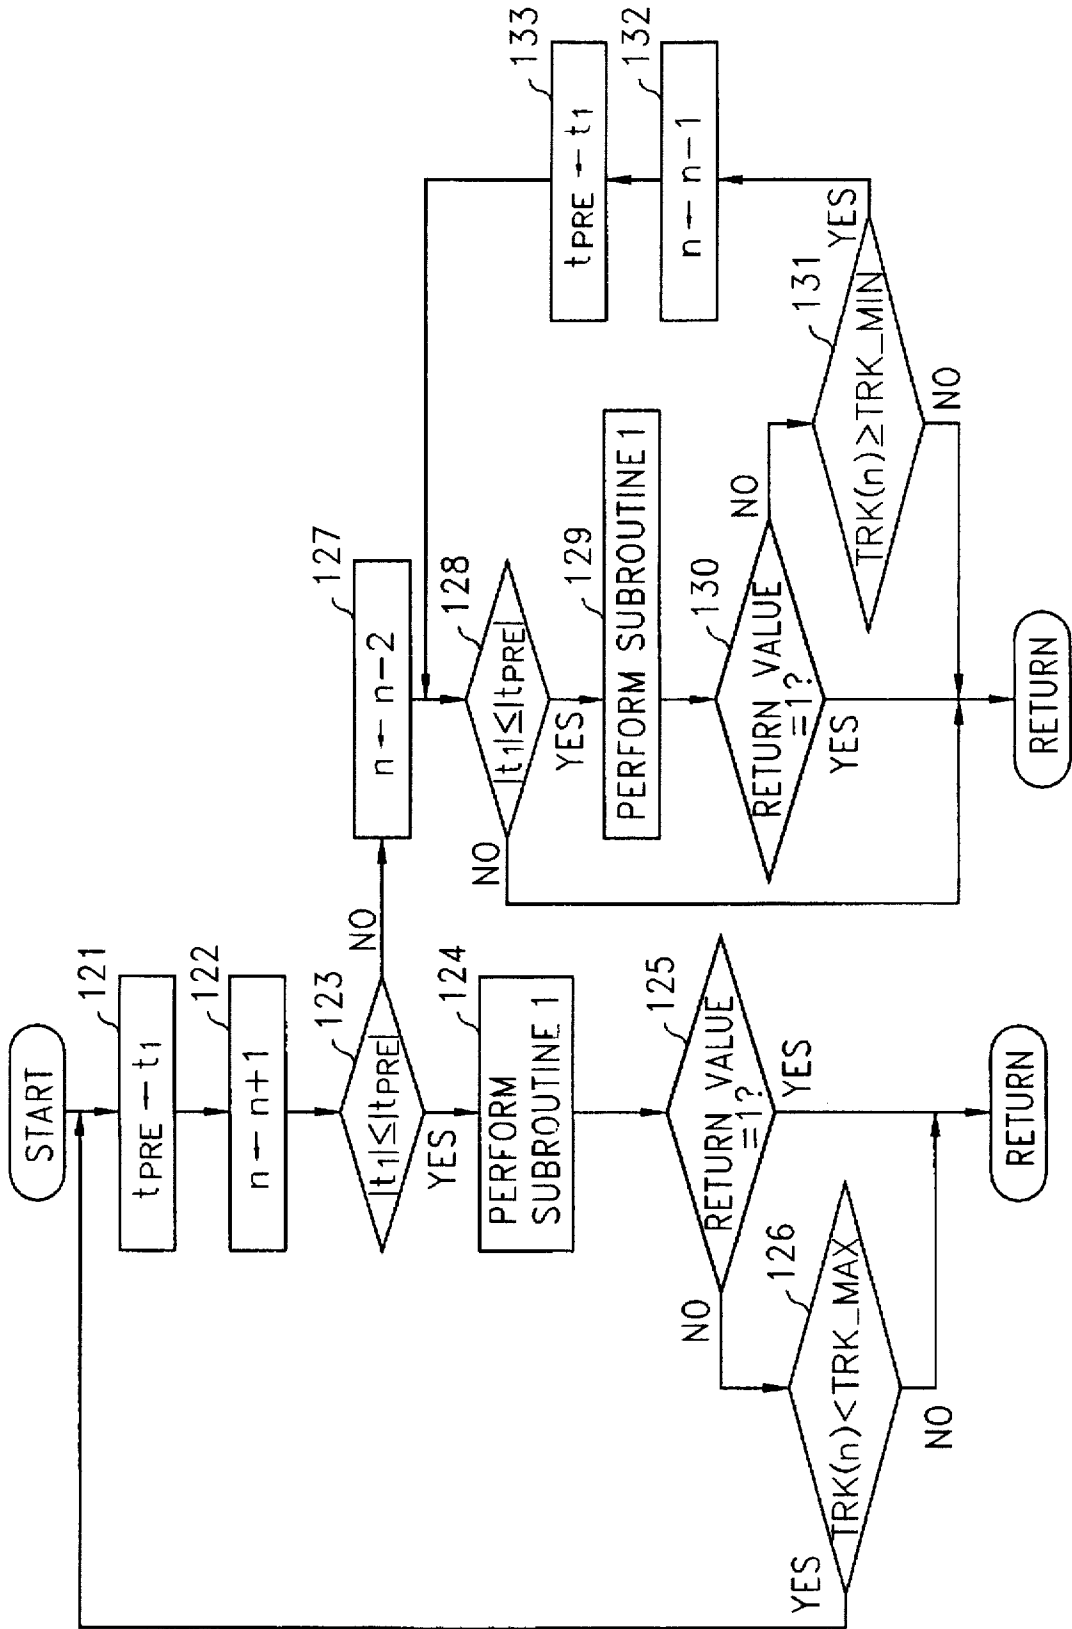 START
121
tPRE ← t1
122
n ← n+1
123
|t1|≤|tPRE|
NO
YES
124
PERFORM
SUBROUTINE 1
125
RETURN VALUE
=1?
NO
YES
126
TRK(n)<TRK_MAX
YES
NO
RETURN
127
n ← n-2
128
|t1|≤|tPRE|
NO
YES
129
PERFORM SUBROUTINE 1
130
RETURN VALUE
=1?
NO
YES
131
TRK(n)≥TRK_MIN
YES
NO
132
n ← n-1
133
tPRE ← t1
RETURN